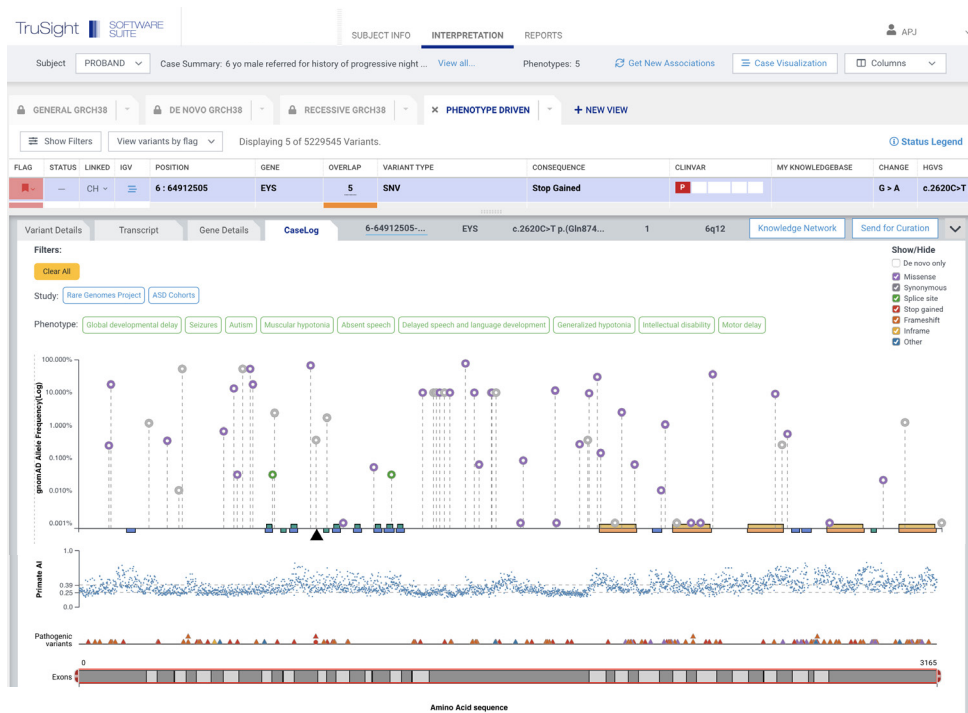 TruSight SOFTWARE SUITE
SUBJECT INFO INTERPRETATION REPORTS APJ
Subject PROBAND Case Summary: 6 yo male referred for history of progressive night ... View all... Phenotypes: 5 Get New Associations Case Visualization Columns
GENERAL GRCH38 DE NOVO GRCH38 RECESSIVE GRCH38 × PHENOTYPE DRIVEN + NEW VIEW
Show Filters View variants by flag Displaying 5 of 5229545 Variants. Status Legend
FLAG STATUS LINKED IGV POSITION GENE OVERLAP VARIANT TYPE CONSEQUENCE CLINVAR MY KNOWLEDGEBASE CHANGE HGVS
– CH 6 : 64912505 EYS 5 SNV Stop Gained P G > A c.2620C>T
Variant Details Transcript Gene Details CaseLog 6-64912505-... EYS c.2620C>T p.(Gln874... 1 6q12 Knowledge Network Send for Curation
Filters:
Clear All
Study: Rare Genomes Project ASD Cohorts
Phenotype: Global developmental delay Seizures Autism Muscular hypotonia Absent speech Delayed speech and language development Generalized hypotonia Intellectual disability Motor delay
Show/Hide
De novo only
Missense
Synonymous
Splice site
Stop gained
Frameshift
Inframe
Other
gnomAD Allele Frequency(Log)
100.000%
10.000%
1.000%
0.100%
0.010%
0.001%
Primate AI
1.0
0.39
0.25
0.0
Pathogenic
variants
0 3165
Exons
Amino Acid sequence